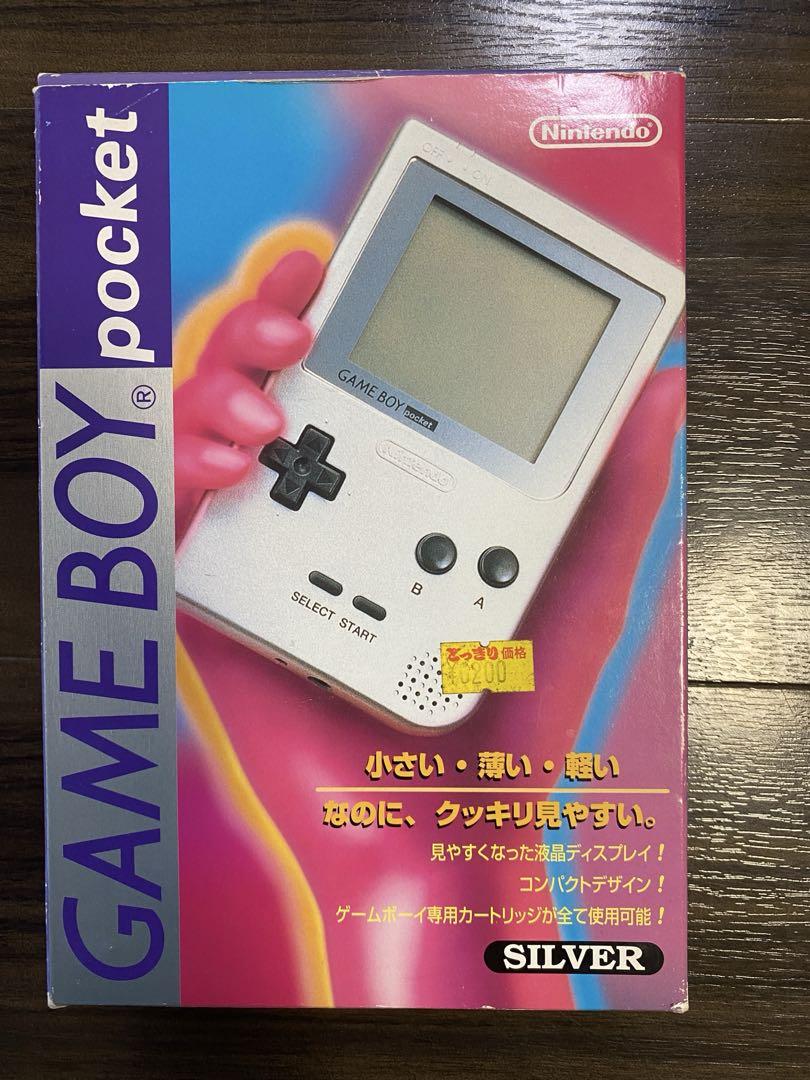 Nintendo®
GAME BOY® pocket
OFF ON
GAME BOY pocket
Nintendo
B A
SELECT START
どっきり価格
小さい・薄い・軽い
なのに、クッキリ見やすい。
見やすくなった液晶ディスプレイ！
コンパクトデザイン！
ゲームボーイ専用カートリッジが全て使用可能！
SILVER